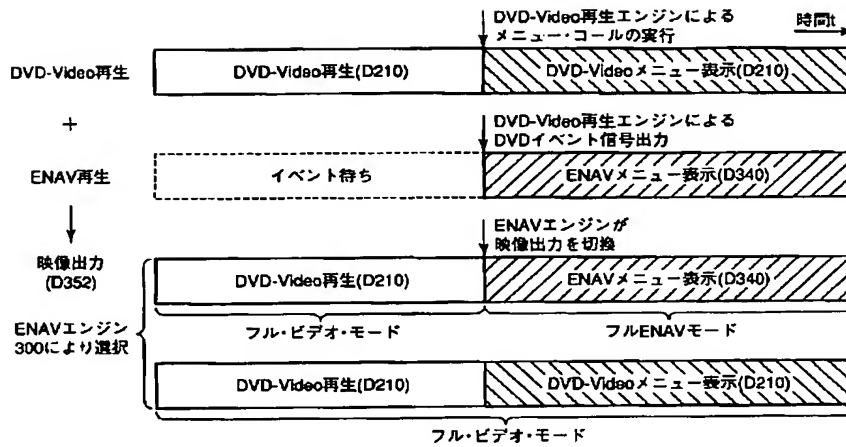 DVD-Video再生エンジンによる
メニュー・コールの実行
時間t
DVD-Video再生
DVD-Video再生(D210)
DVD-Videoメニュー表示(D210)
+
DVD-Video再生エンジンによる
DVDイベント信号出力
ENAV再生
イベント待ち
ENAVメニュー表示(D340)
ENAVエンジンが
映像出力を切換
映像出力
(D352)
DVD-Video再生(D210)
ENAVメニュー表示(D340)
フル・ビデオ・モード
フルENAVモード
ENAVエンジン
300により選択
DVD-Video再生(D210)
DVD-Videoメニュー表示(D210)
フル・ビデオ・モード